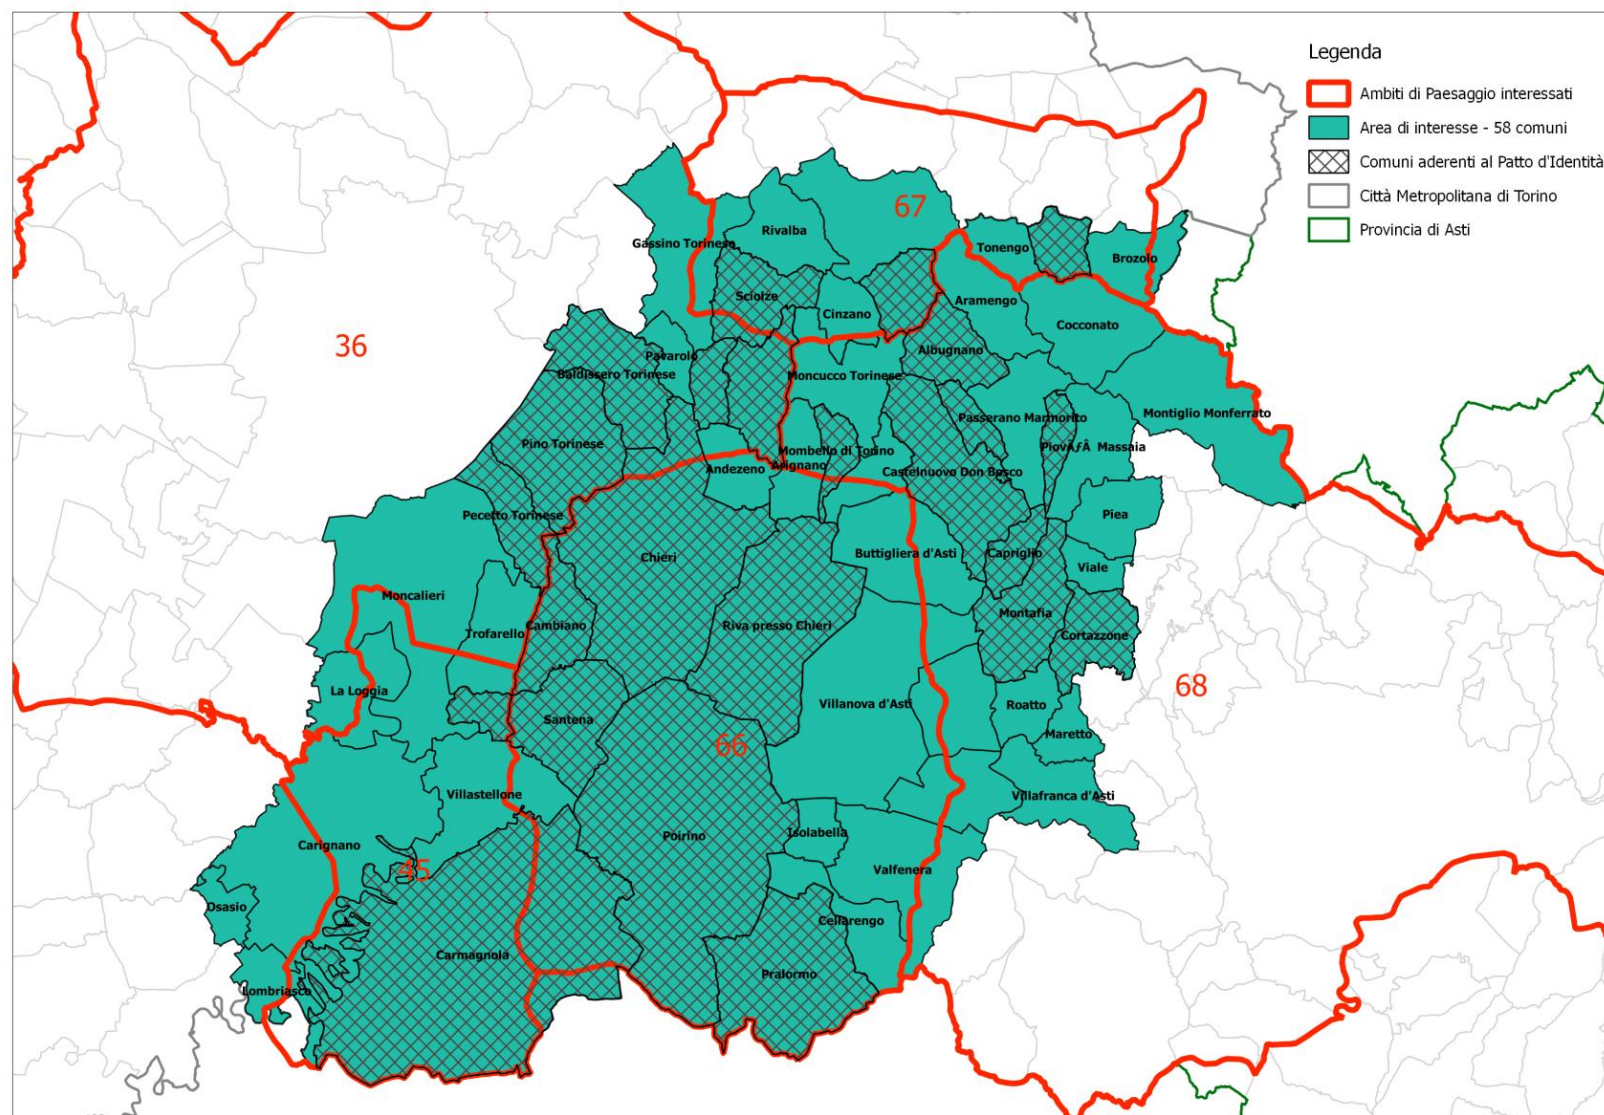 Legenda
Ambiti di Paesaggio interessati
Area di interesse - 58 comuni
Comuni aderenti al Patto d'Identità
Città Metropolitana di Torino
Provincia di Asti
67
Rivalba
Gassino Torinese
Tonengo
Brozolo
Sciolze
Aramengo
Cinzano
Cocconato
36
Albugnano
Pavarolo
Baldissero Torinese
Moncucco Torinese
Montiglio Monferrato
Passerano Marmorito
Pino Torinese
PiovÃƒÂ Massaia
Mombello di Torino
Andezeno
Arignano
Castelnuovo Don Bosco
Pecetto Torinese
Piea
Chieri
Buttigliera d'Asti
Capriglio
Viale
Moncalieri
Montafia
Cambiano
Riva presso Chieri
Trofarello
Cortazzone
68
La Loggia
Villanova d'Asti
Roatto
Santena
Maretto
66
Villastellone
Villafranca d'Asti
Isolabella
Poirino
Carignano
45
Valfenera
Osasio
Cellarengo
Carmagnola
Pralormo
Lombriasco